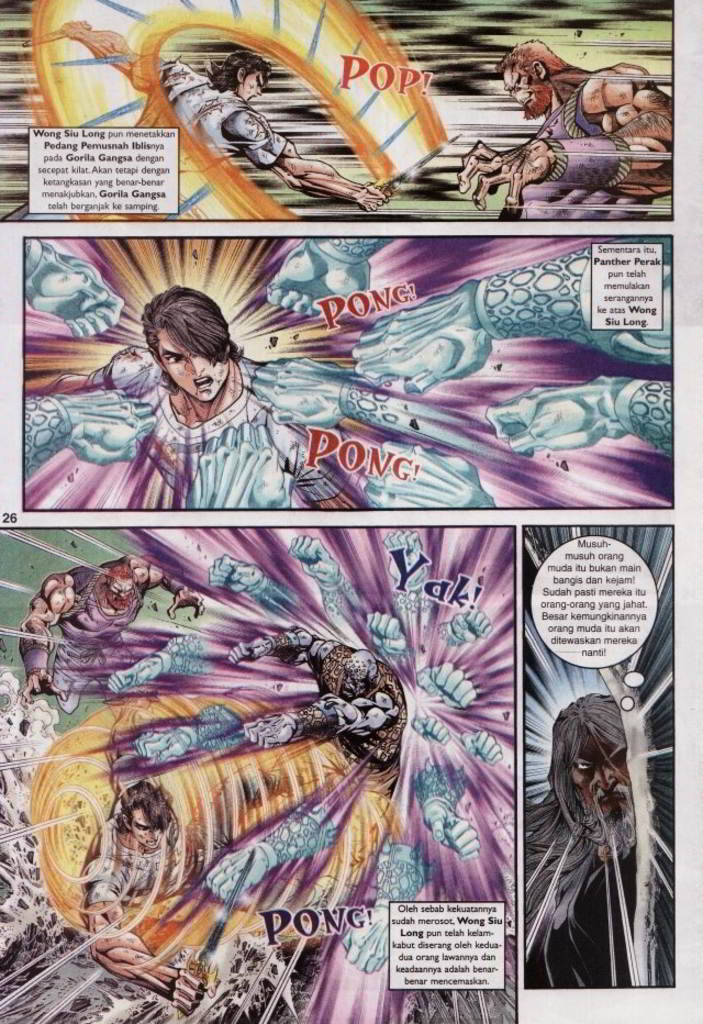 POP!
Wong Siu Long pun menetakkan
Pedang Pemusnah Iblisnya
pada Gorila Gangsa dengan
secepat kilat. Akan tetapi dengan
ketangkasan yang benar-benar
menakjubkan, Gorila Gangsa
telah berganjak ke samping.
Sementara itu,
Panther Perak
pun telah
memulakan
serangannya
ke atas Wong
Siu Long.
PONG!
PONG!
26
Yak!
PONG!
Oleh sebab kekuatannya
sudah merosot, Wong Siu
Long pun telah kelam-
kabut diserang oleh kedua-
dua orang lawannya dan
keadaannya adalah benar-
benar mencemaskan.
Musuh-
musuh orang
muda itu bukan main
bangis dan kejam!
Sudah pasti mereka itu
orang-orang yang jahat.
Besar kemungkinannya
orang muda itu akan
ditewaskan mereka
nanti!